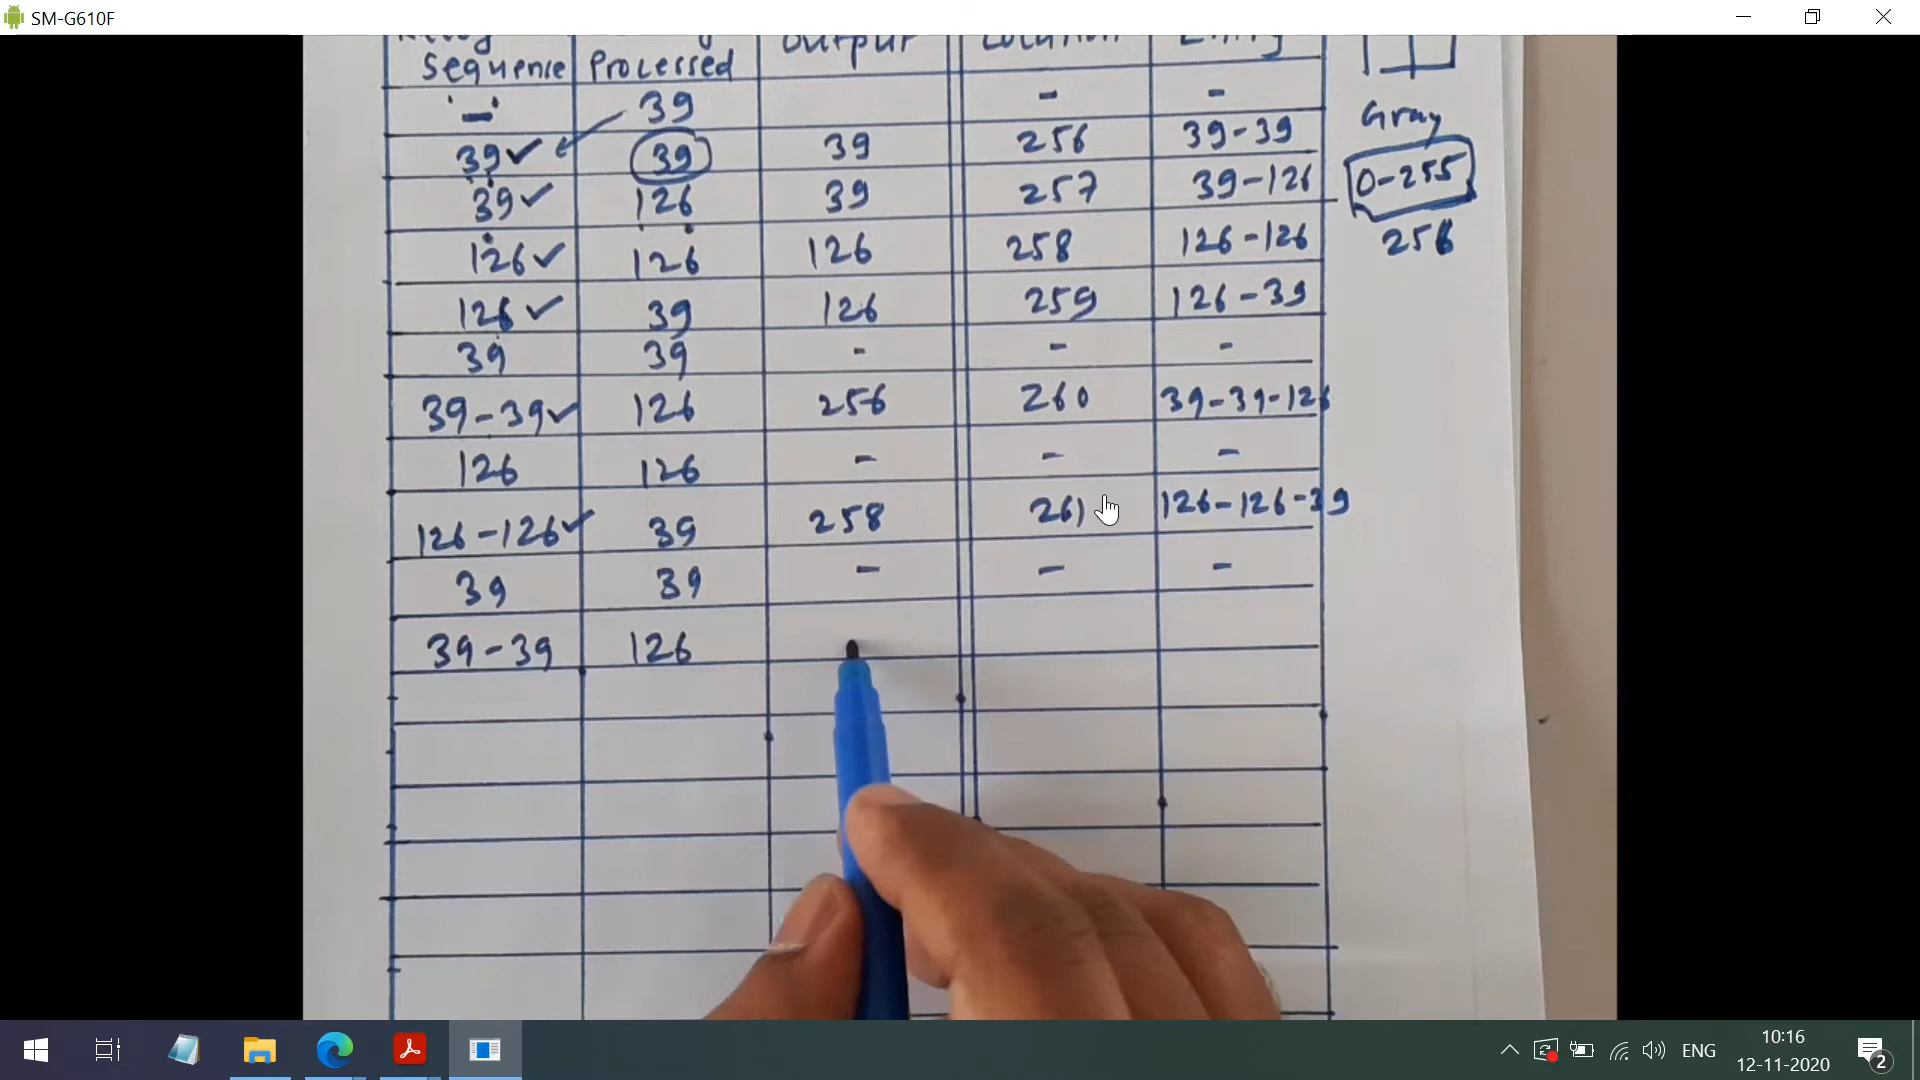 SM-G610F
Sequence Processed Output
39 - -
39✓ 39 39 256 39-39
39✓ 126 39 257 39-126
126✓ 126 126 258 126-126
126✓ 39 126 259 126-39
39 39 - - -
39-39✓ 126 256 260 39-39-126
126 126 - - -
126-126✓ 39 258 261 126-126-39
39 39 - - -
39-39 126
Gray
0-255
256
ENG
10:16
12-11-2020
2